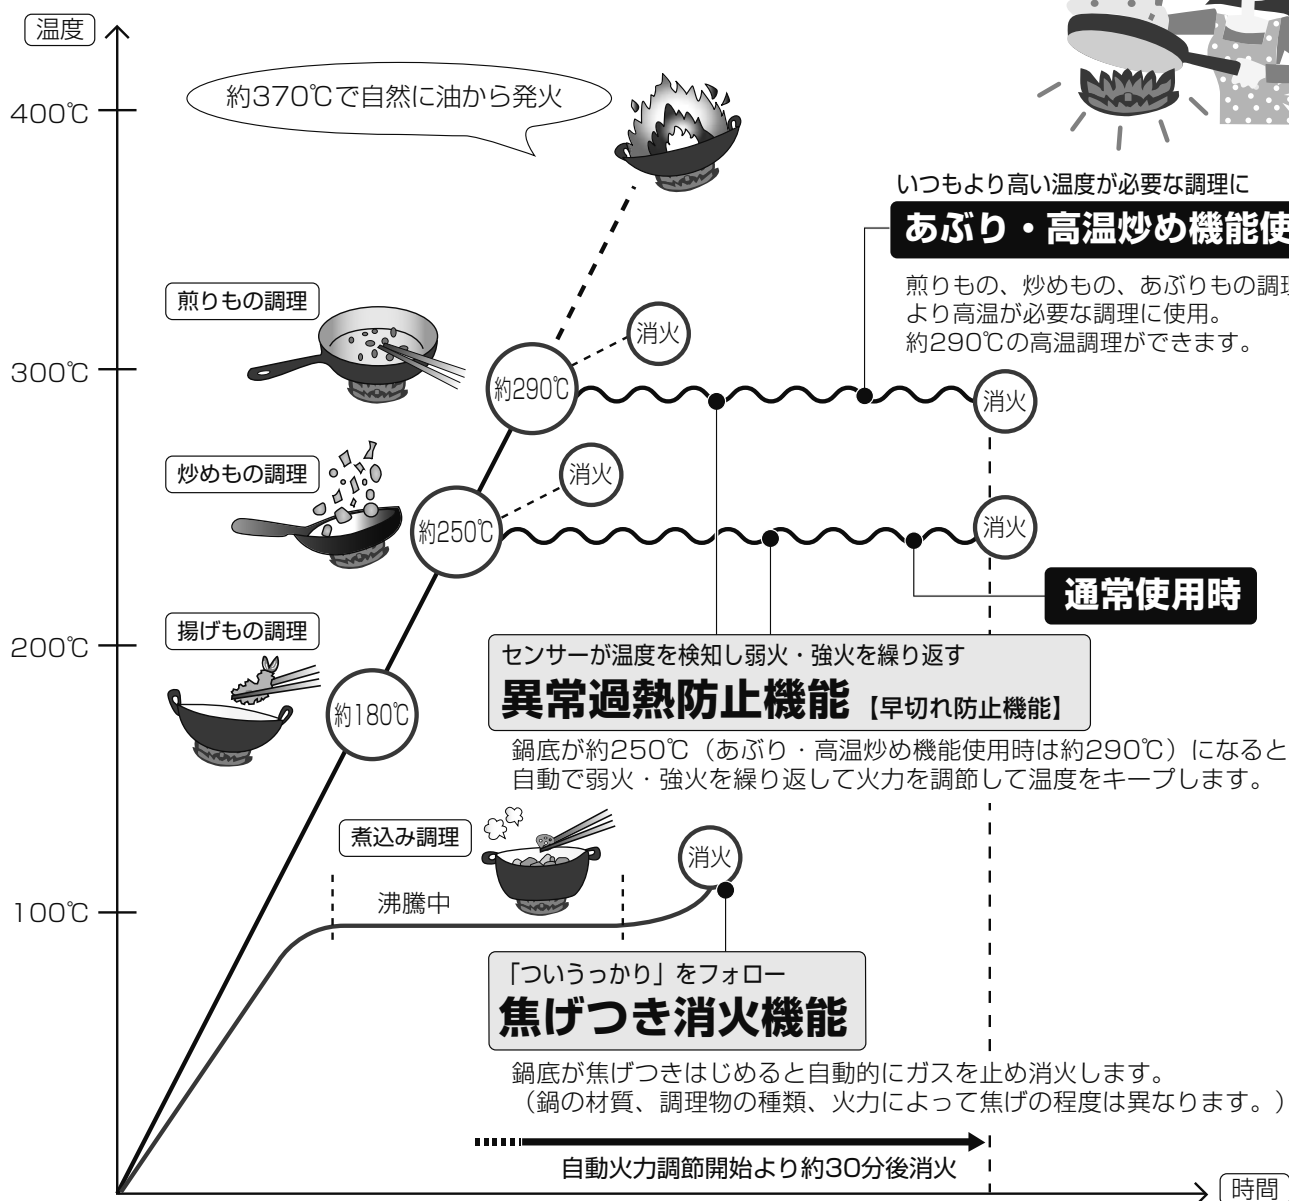 温度
400℃
約370℃で自然に油から発火
いつもより高い温度が必要な調理に
あぶり・高温炒め機能使
煎りもの、炒めもの、あぶりもの調理
より高温が必要な調理に使用。
約290℃の高温調理ができます。
煎りもの調理
消火
300℃
約290℃
消火
炒めもの調理
消火
約250℃
消火
通常使用時
揚げもの調理
200℃
約180℃
センサーが温度を検知し弱火・強火を繰り返す
異常過熱防止機能【早切れ防止機能】
鍋底が約250℃（あぶり・高温炒め機能使用時は約290℃）になると
自動で弱火・強火を繰り返して火力を調節して温度をキープします。
煮込み調理
消火
沸騰中
100℃
「ついうっかり」をフォロー
焦げつき消火機能
鍋底が焦げつきはじめると自動的にガスを止め消火します。
（鍋の材質、調理物の種類、火力によって焦げの程度は異なります。）
自動火力調節開始より約30分後消火
時間